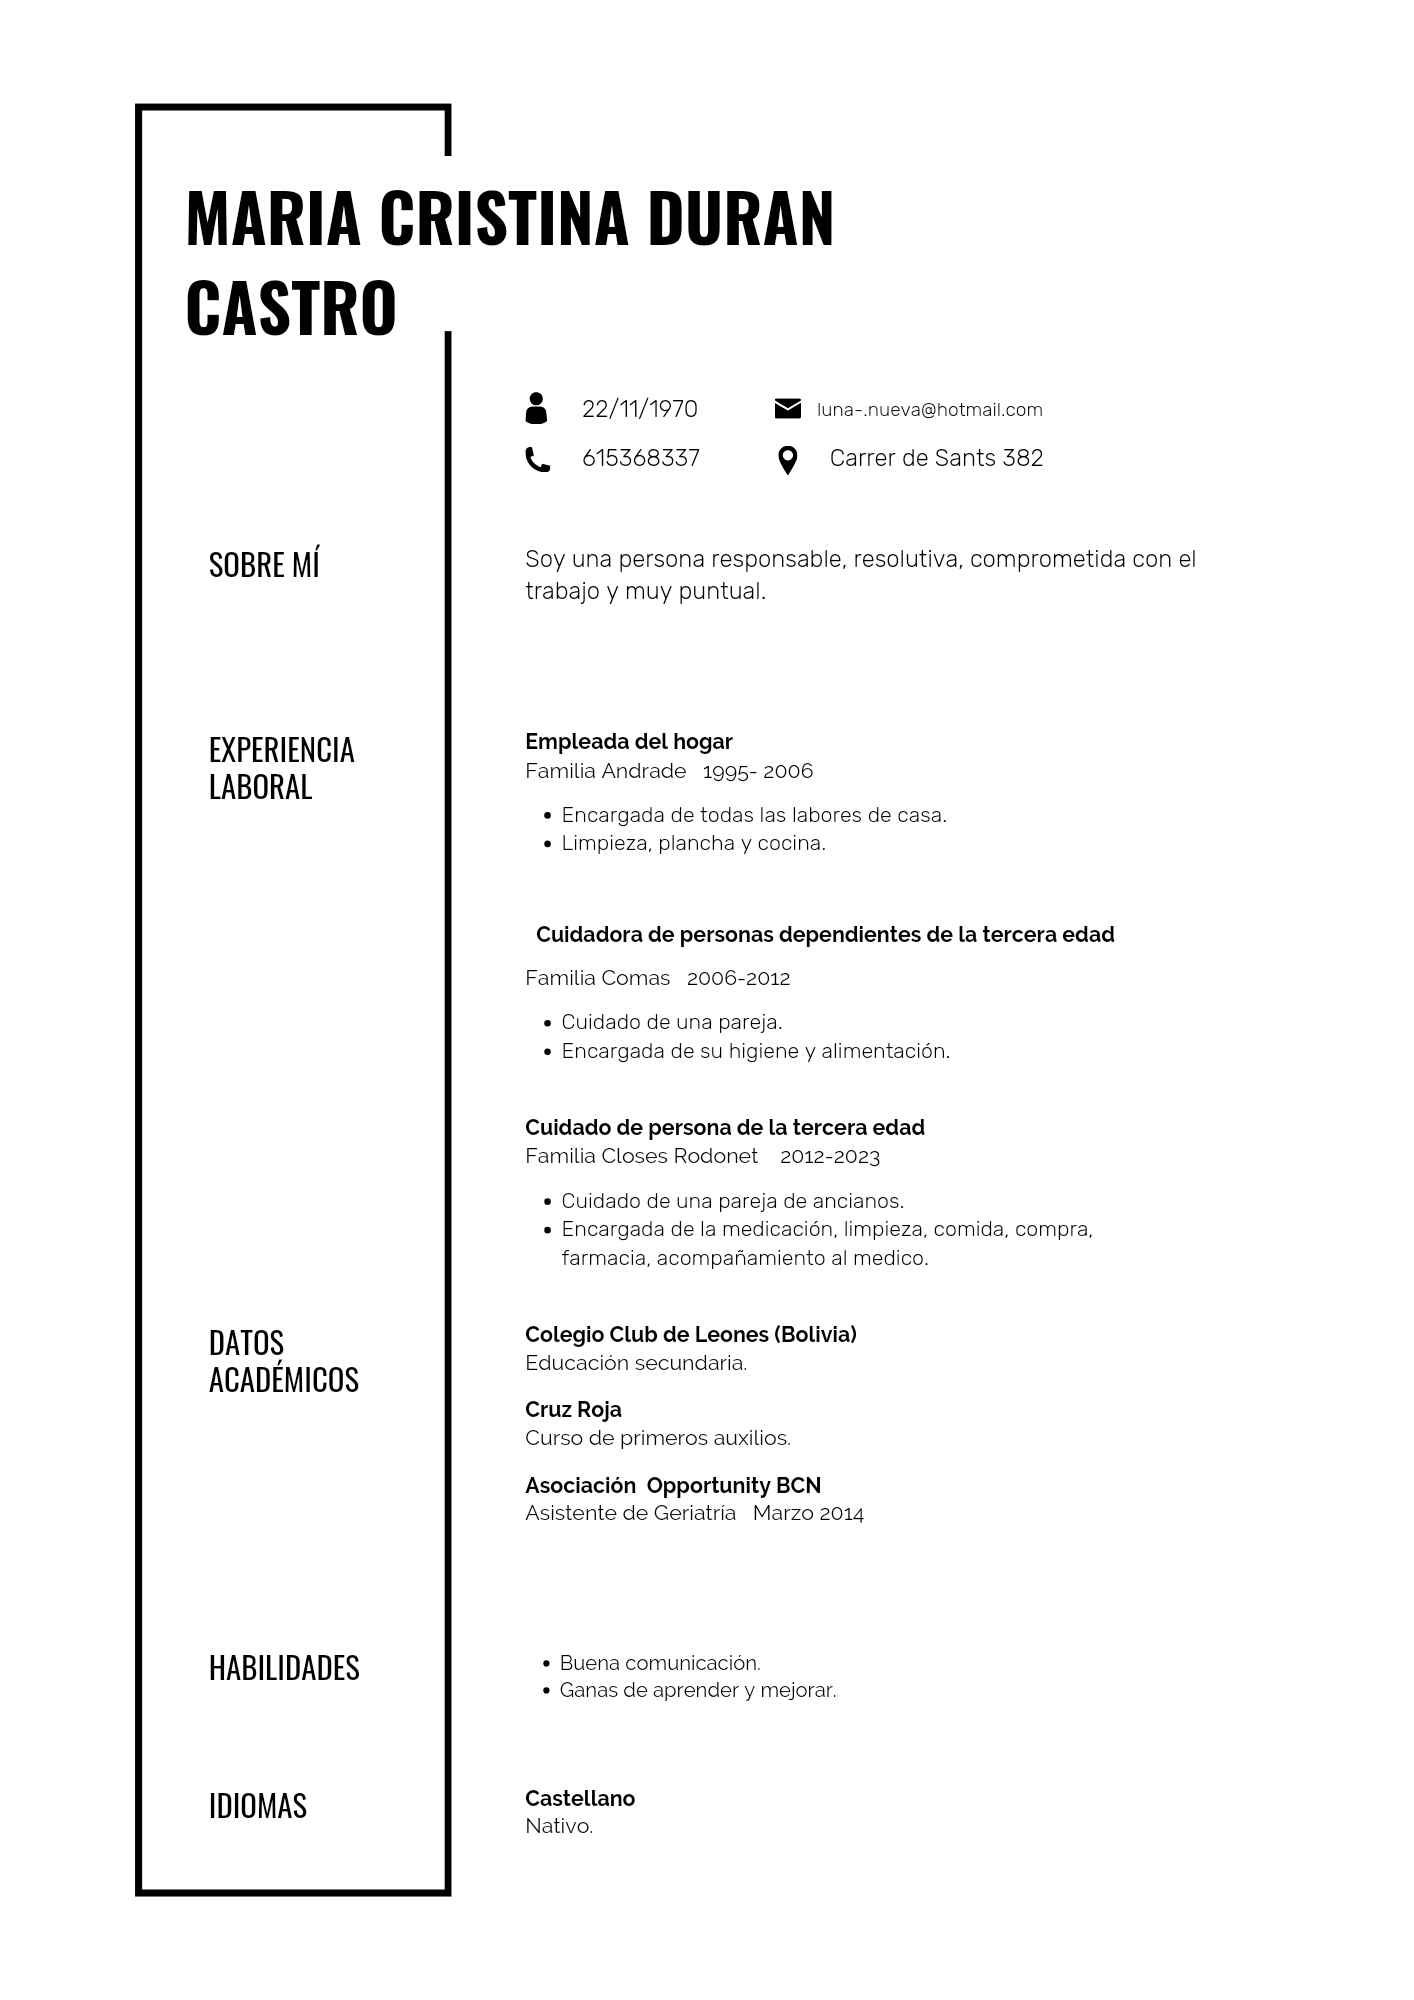 MARIA CRISTINA DURAN
CASTRO
22/11/1970
luna-.nueva@hotmail.com
615368337
Carrer de Sants 382
SOBRE MÍ
Soy una persona responsable, resolutiva, comprometida con el
trabajo y muy puntual.
EXPERIENCIA
LABORAL
Empleada del hogar
Familia Andrade 1995- 2006
• Encargada de todas las labores de casa.
• Limpieza, plancha y cocina.
Cuidadora de personas dependientes de la tercera edad
Familia Comas 2006-2012
• Cuidado de una pareja.
• Encargada de su higiene y alimentación.
Cuidado de persona de la tercera edad
Familia Closes Rodonet 2012-2023
• Cuidado de una pareja de ancianos.
• Encargada de la medicación, limpieza, comida, compra,
farmacia, acompañamiento al medico.
DATOS
ACADÉMICOS
Colegio Club de Leones (Bolivia)
Educación secundaria.
Cruz Roja
Curso de primeros auxilios.
Asociación Opportunity BCN
Asistente de Geriatría Marzo 2014
HABILIDADES
• Buena comunicación.
• Ganas de aprender y mejorar.
IDIOMAS
Castellano
Nativo.